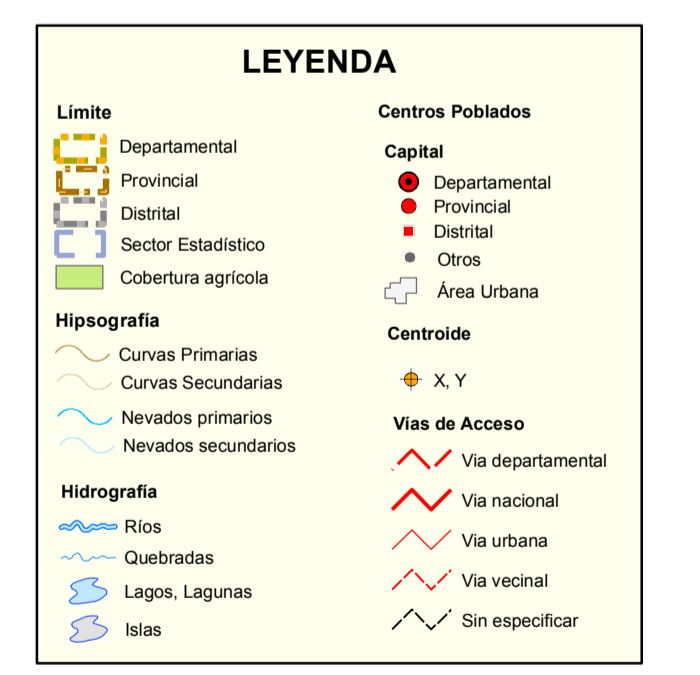 LEYENDA
Límite
Departamental
Provincial
Distrital
Sector Estadístico
Cobertura agrícola
Hipsografía
Curvas Primarias
Curvas Secundarias
Nevados primarios
Nevados secundarios
Hidrografía
Ríos
Quebradas
Lagos, Lagunas
Islas
Centros Poblados
Capital
Departamental
Provincial
Distrital
Otros
Área Urbana
Centroide
X, Y
Vías de Acceso
Via departamental
Via nacional
Via urbana
Via vecinal
Sin especificar